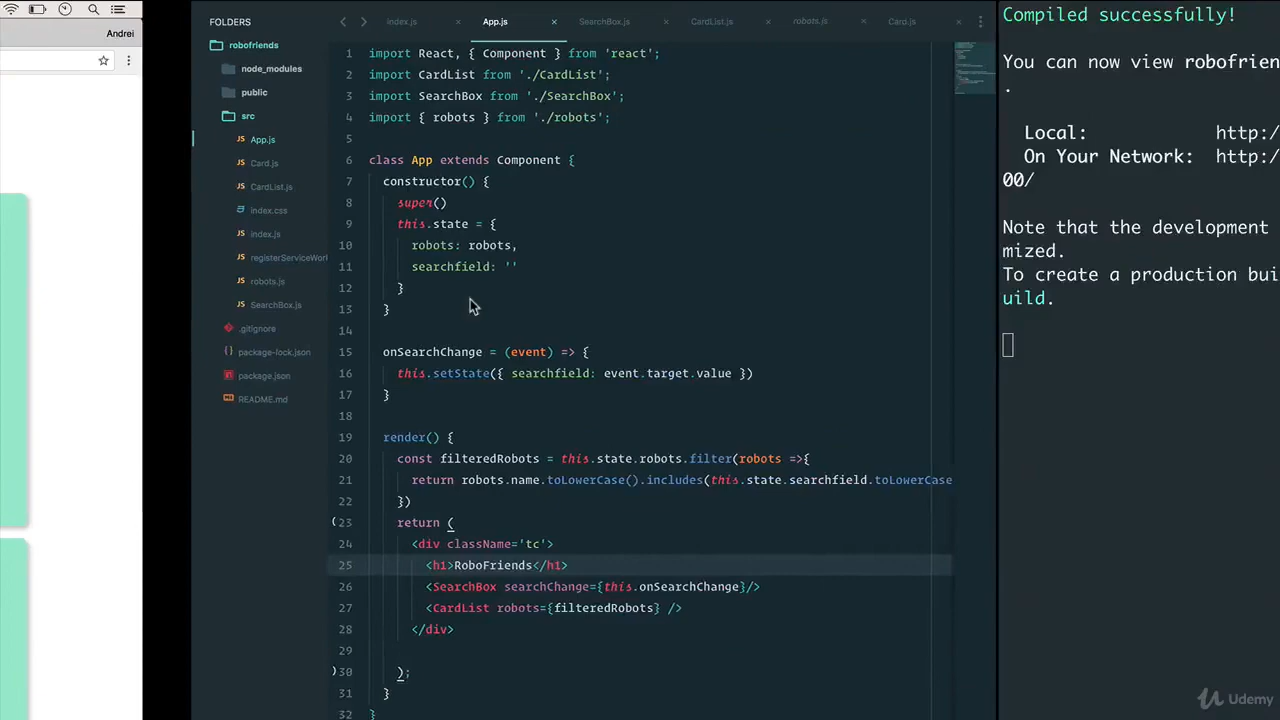 Andrei
FOLDERS
robofriends
node_modules
public
src
App.js
Card.js
CardList.js
index.css
index.js
registerServiceWor
robots.js
SearchBox.js
.gitignore
package-lock.json
package.json
README.md
index.js
App.js
SearchBox.js
CardList.js
robots.js
Card.js
1 import React, { Component } from 'react';
2 import CardList from './CardList';
3 import SearchBox from './SearchBox';
4 import { robots } from './robots';
5
6 class App extends Component {
7 constructor() {
8 super()
9 this.state = {
10 robots: robots,
11 searchfield: ''
12 }
13 }
14
15 onSearchChange = (event) => {
16 this.setState({ searchfield: event.target.value })
17 }
18
19 render() {
20 const filteredRobots = this.state.robots.filter(robots =>{
21 return robots.name.toLowerCase().includes(this.state.searchfield.toLowerCase
22 })
23 return (
24 <div className='tc'>
25 <h1>RoboFriends</h1>
26 <SearchBox searchChange={this.onSearchChange}/>
27 <CardList robots={filteredRobots} />
28 </div>
29
30 );
31 }
32 }
Compiled successfully!
You can now view robofrien
.
Local: http:/
On Your Network: http:/
00/
Note that the development
mized.
To create a production bui
uild.
Udemy